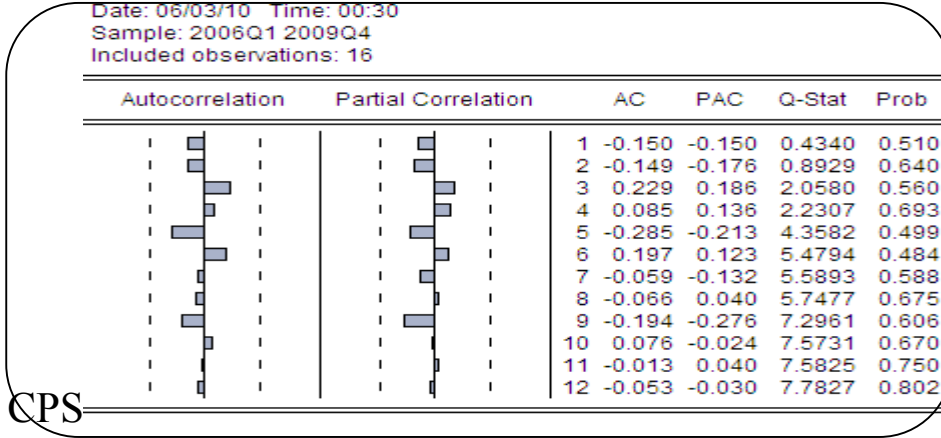 Date: 06/03/10 Time: 00:30
Sample: 2006Q1 2009Q4
Included observations: 16
Autocorrelation Partial Correlation AC PAC Q-Stat Prob
1 -0.150 -0.150 0.4340 0.510
2 -0.149 -0.176 0.8929 0.640
3 0.229 0.186 2.0580 0.560
4 0.085 0.136 2.2307 0.693
5 -0.285 -0.213 4.3582 0.499
6 0.197 0.123 5.4794 0.484
7 -0.059 -0.132 5.5893 0.588
8 -0.066 0.040 5.7477 0.675
9 -0.194 -0.276 7.2961 0.606
10 0.076 -0.024 7.5731 0.670
11 -0.013 0.040 7.5825 0.750
12 -0.053 -0.030 7.7827 0.802
CPS